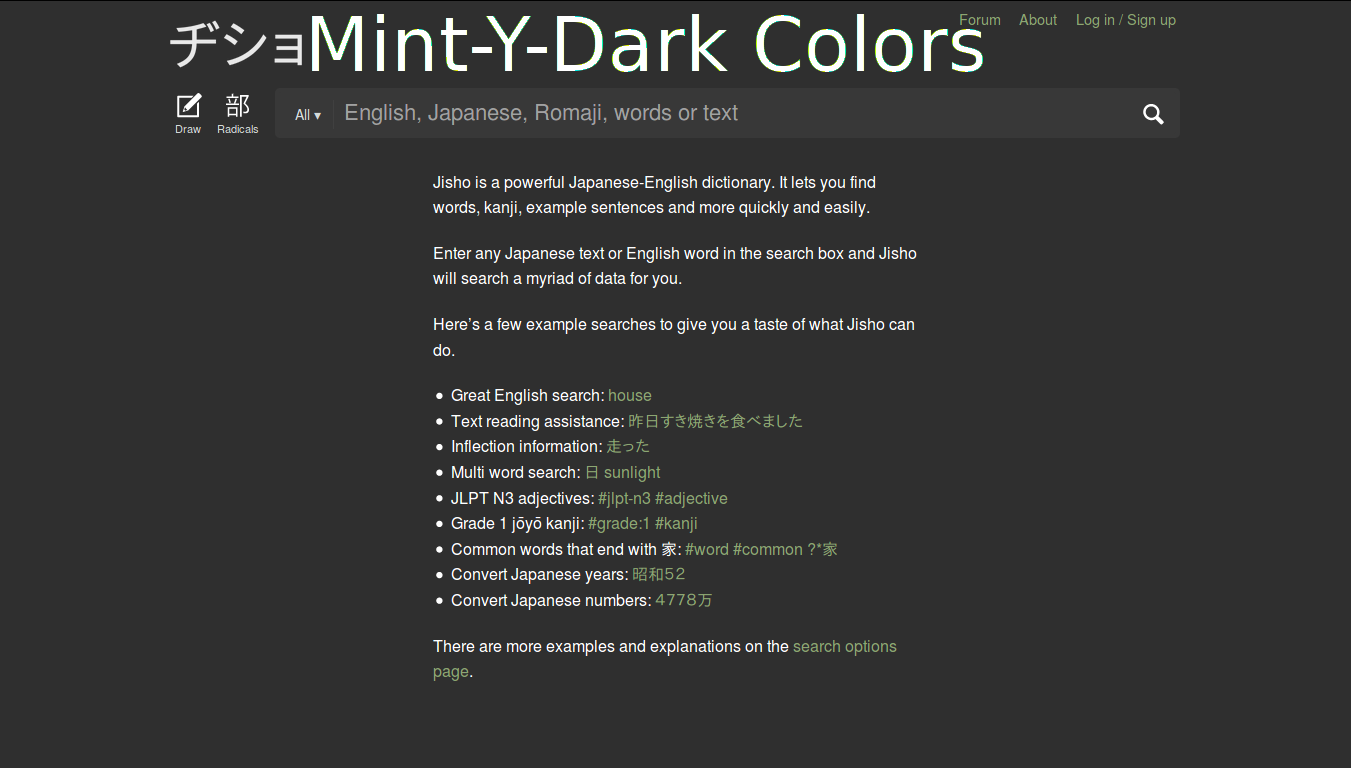 ヂショMint-Y-Dark Colors
Forum About Log in / Sign up
Draw
部
Radicals
All ▾ English, Japanese, Romaji, words or text
Jisho is a powerful Japanese-English dictionary. It lets you find
words, kanji, example sentences and more quickly and easily.
Enter any Japanese text or English word in the search box and Jisho
will search a myriad of data for you.
Here's a few example searches to give you a taste of what Jisho can
do.
• Great English search: house
• Text reading assistance: 昨日すき焼きを食べました
• Inflection information: 走った
• Multi word search: 日 sunlight
• JLPT N3 adjectives: #jlpt-n3 #adjective
• Grade 1 jōyō kanji: #grade:1 #kanji
• Common words that end with 家: #word #common ?*家
• Convert Japanese years: 昭和52
• Convert Japanese numbers: 4778万
There are more examples and explanations on the search options
page.